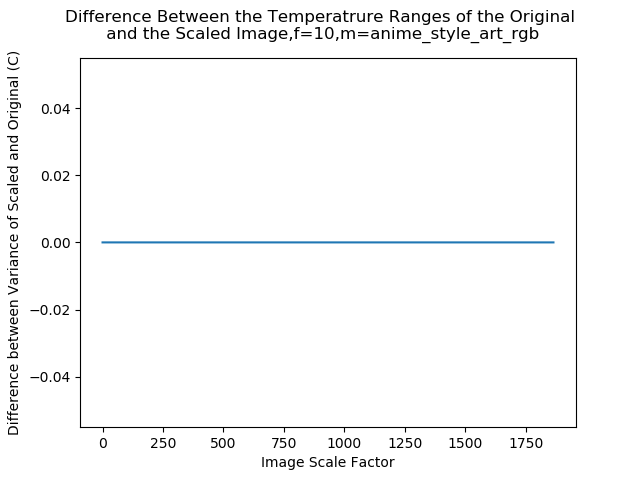 Difference Between the Temperatrure Ranges of the Original
and the Scaled Image,f=10,m=anime_style_art_rgb
Difference between Variance of Scaled and Original (C)
0.04
0.02
0.00
−0.02
−0.04
0 250 500 750 1000 1250 1500 1750
Image Scale Factor